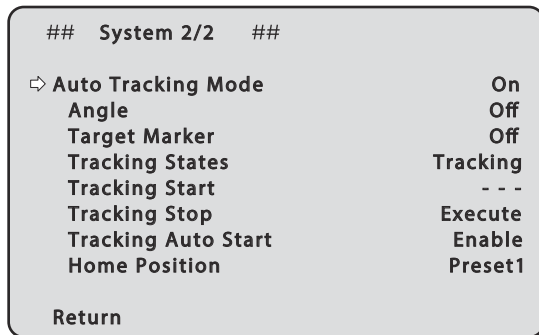 ## System 2/2 ##
⇨ Auto Tracking Mode On
Angle Off
Target Marker Off
Tracking States Tracking
Tracking Start - - -
Tracking Stop Execute
Tracking Auto Start Enable
Home Position Preset1
Return